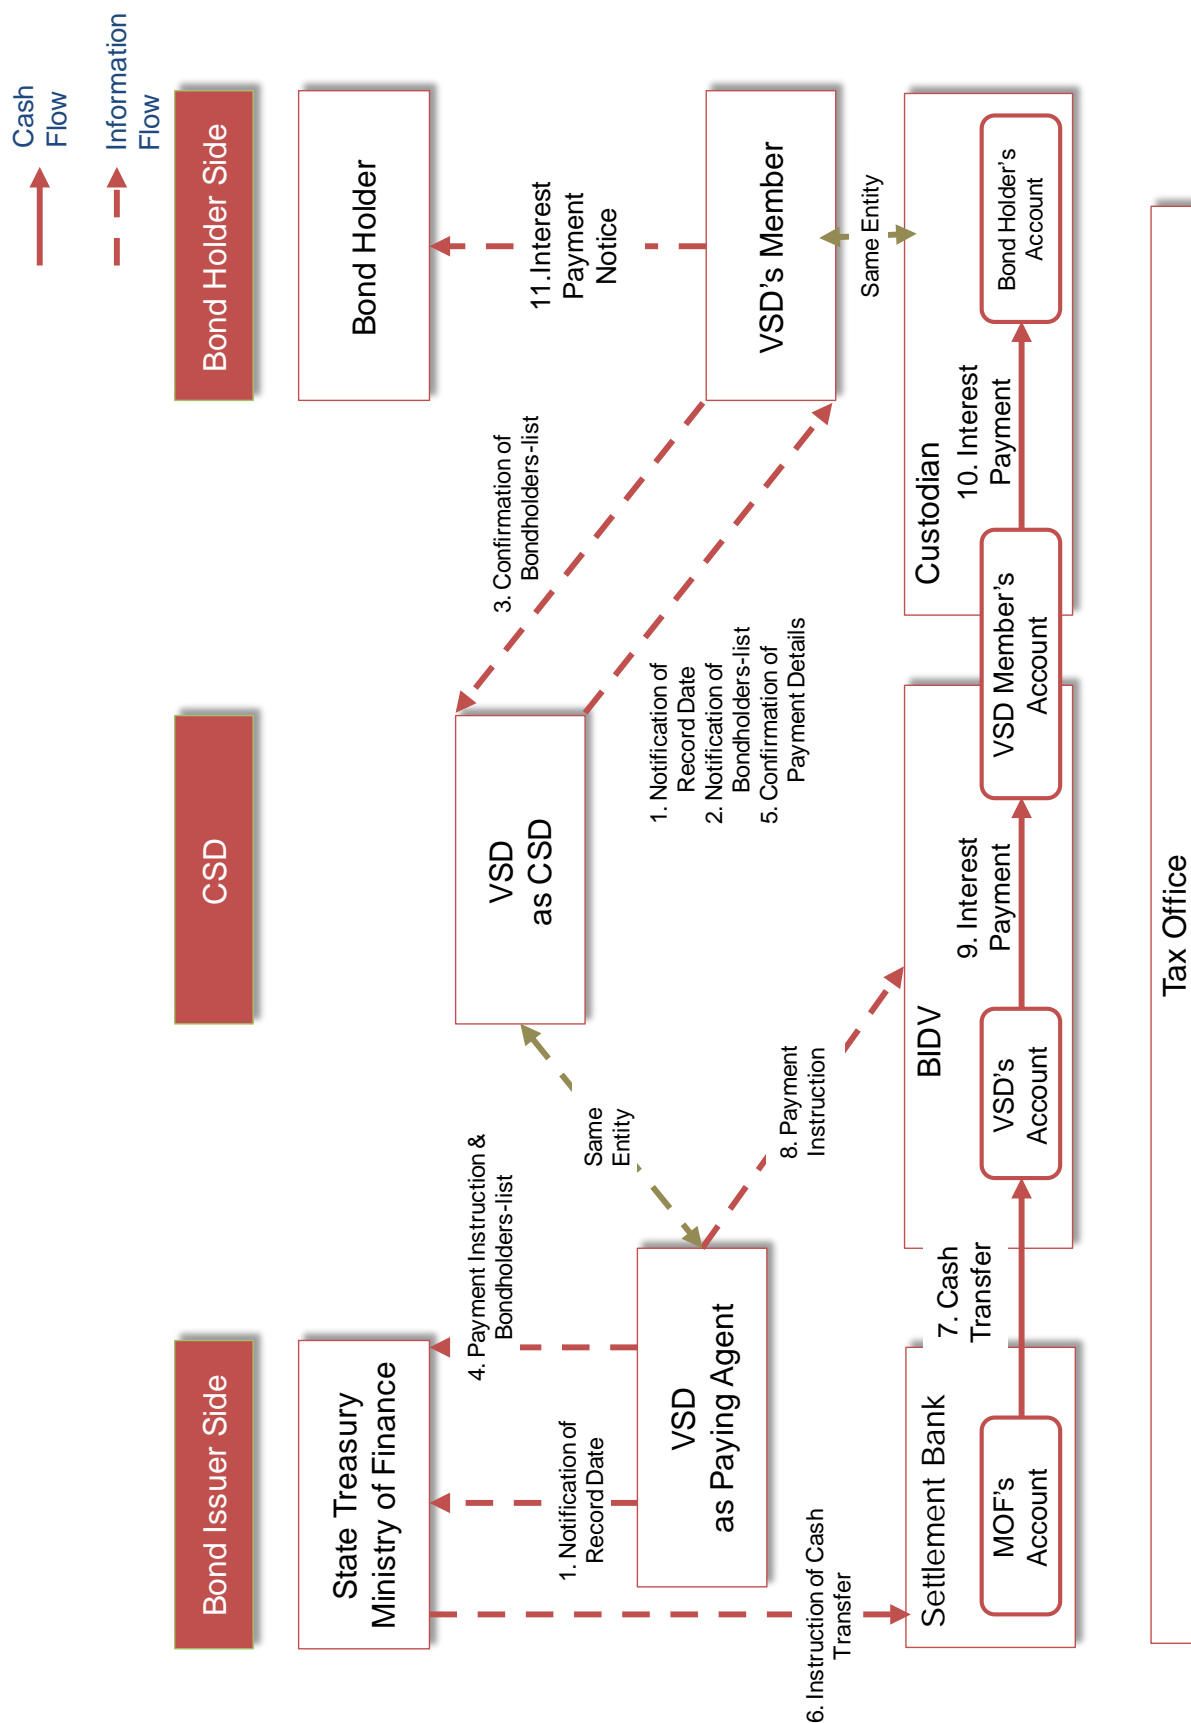 Cash
Flow
Information
Flow
Bond Issuer Side
CSD
Bond Holder Side
State Treasury
Ministry of Finance
Bond Holder
4. Payment Instruction &
Bondholders-list
3. Confirmation of
Bondholders-list
11.Interest
Payment
Notice
1. Notification of
Record Date
VSD
as CSD
Same
Entity
VSD
as Paying Agent
1. Notification of
Record Date
2. Notification of
Bondholders-list
5. Confirmation of
Payment Details
VSD's Member
6. Instruction of Cash
Transfer
8. Payment
Instruction
Same Entity
Settlement Bank
7. Cash
Transfer
BIDV
9. Interest
Payment
Custodian
10. Interest
Payment
MOF's
Account
VSD's
Account
VSD Member's
Account
Bond Holder's
Account
Tax Office